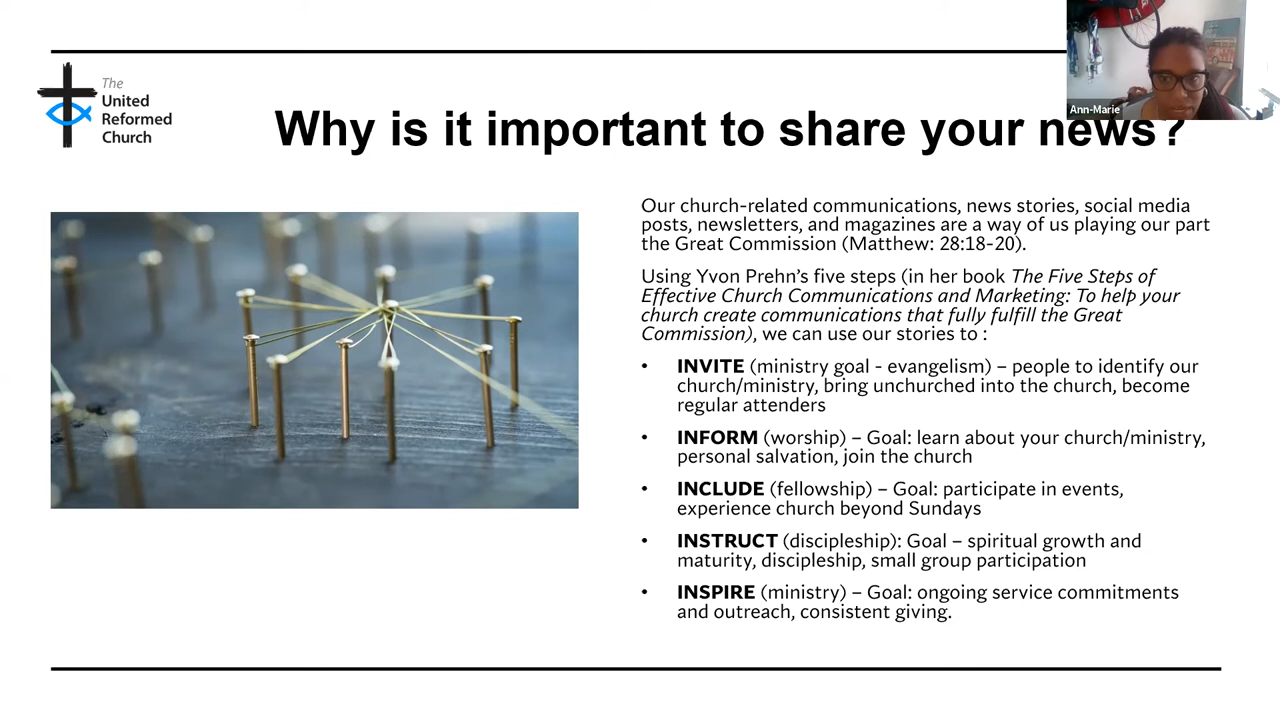 The
United
Reformed
Church
Ann-Marie
Why is it important to share your news?
Our church-related communications, news stories, social media
posts, newsletters, and magazines are a way of us playing our part
the Great Commission (Matthew: 28:18-20).
Using Yvon Prehn’s five steps (in her book The Five Steps of
Effective Church Communications and Marketing: To help your
church create communications that fully fulfill the Great
Commission), we can use our stories to :
• INVITE (ministry goal - evangelism) – people to identify our
church/ministry, bring unchurched into the church, become
regular attenders
• INFORM (worship) – Goal: learn about your church/ministry,
personal salvation, join the church
• INCLUDE (fellowship) – Goal: participate in events,
experience church beyond Sundays
• INSTRUCT (discipleship): Goal – spiritual growth and
maturity, discipleship, small group participation
• INSPIRE (ministry) – Goal: ongoing service commitments
and outreach, consistent giving.